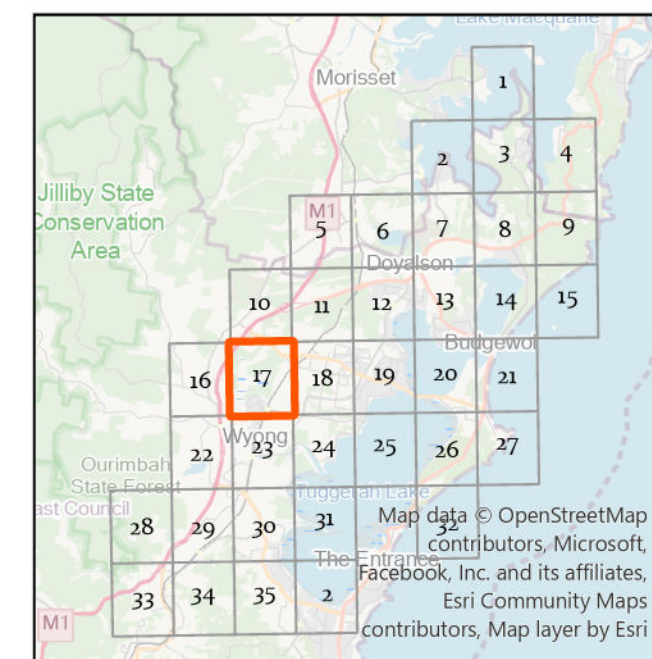 Lake Macquarie
Morisset
1
2 3 4
Jilliby State
Conservation
Area
M1
5 6 7 8 9
Doyalson
10 11 12 13 14 15
Budgewoi
16 17 18 19 20 21
Wyong
22 23 24 25 26 27
Ourimbah
State Forest
ast Council
Tuggerah Lake
28 29 30 31 32
The Entrance
33 34 35 2
M1
Map data © OpenStreetMap
contributors, Microsoft,
Facebook, Inc. and its affiliates,
Esri Community Maps
contributors, Map layer by Esri